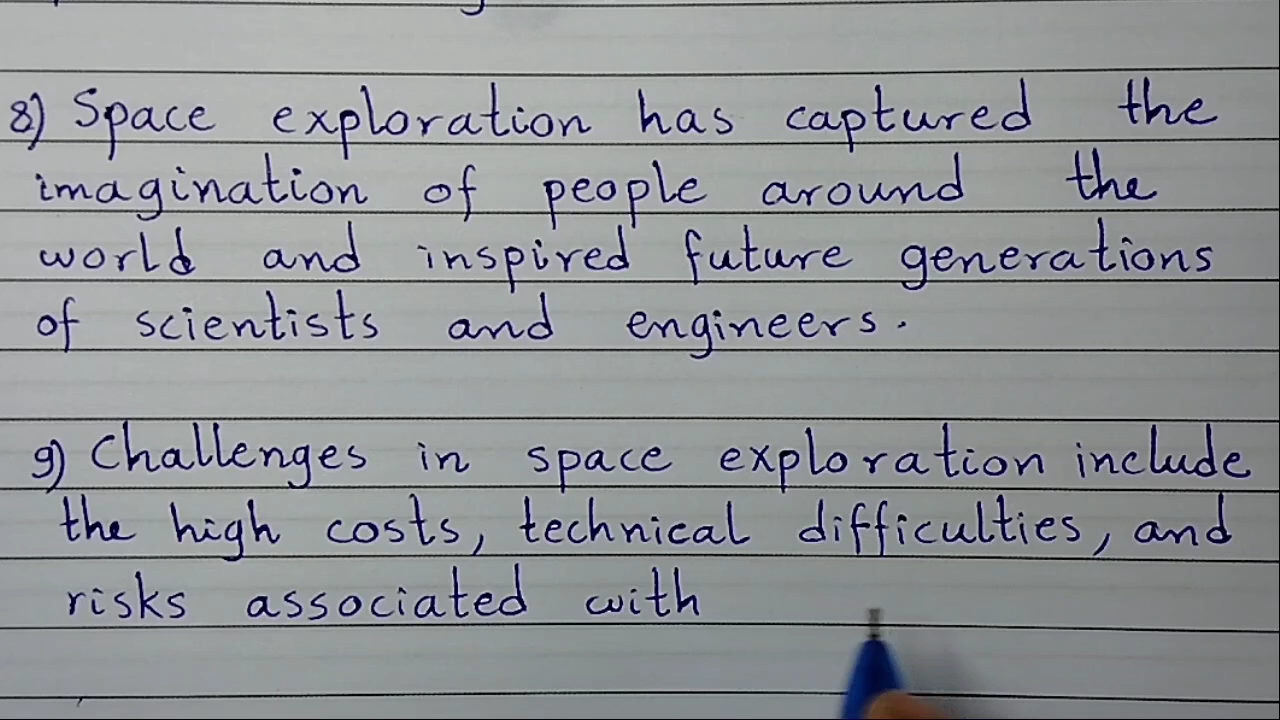 8) Space exploration has captured the
imagination of people around the
world and inspired future generations
of scientists and engineers.
9) Challenges in space exploration include
the high costs, technical difficulties, and
risks associated with